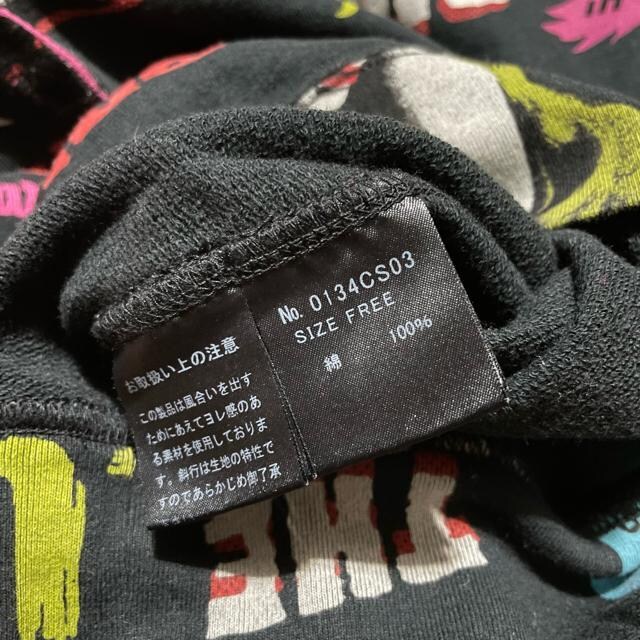 No. 0134CS03
SIZE FREE
綿 100%
お取扱い上の注意
この製品は風合いを出す
ためにあえてヨレ感のあ
る素材を使用しておりま
す。斜行は生地の特性で
すのであらかじめ御了承